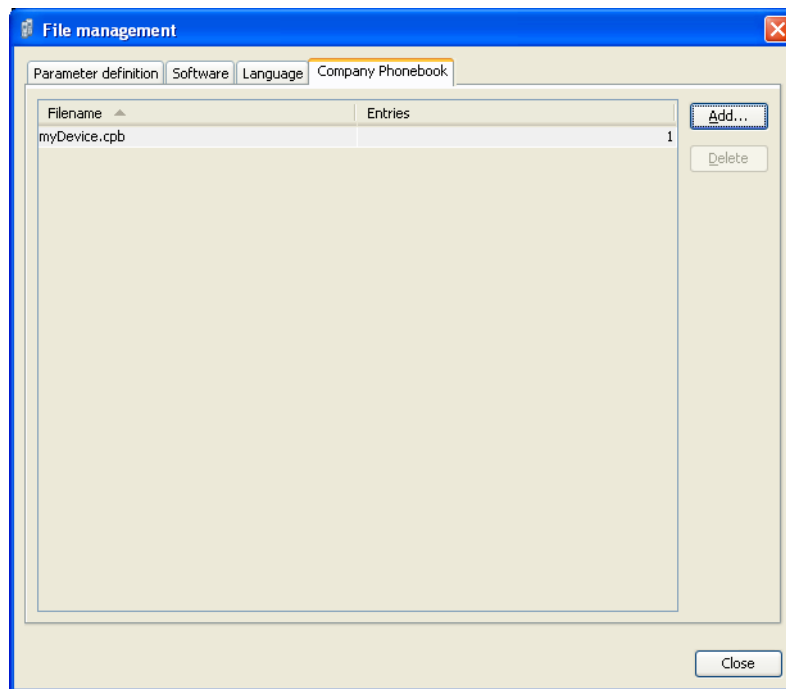 File management
Parameter definition Software Language Company Phonebook
Filename Entries
Add...
myDevice.cpb 1
Delete
Close